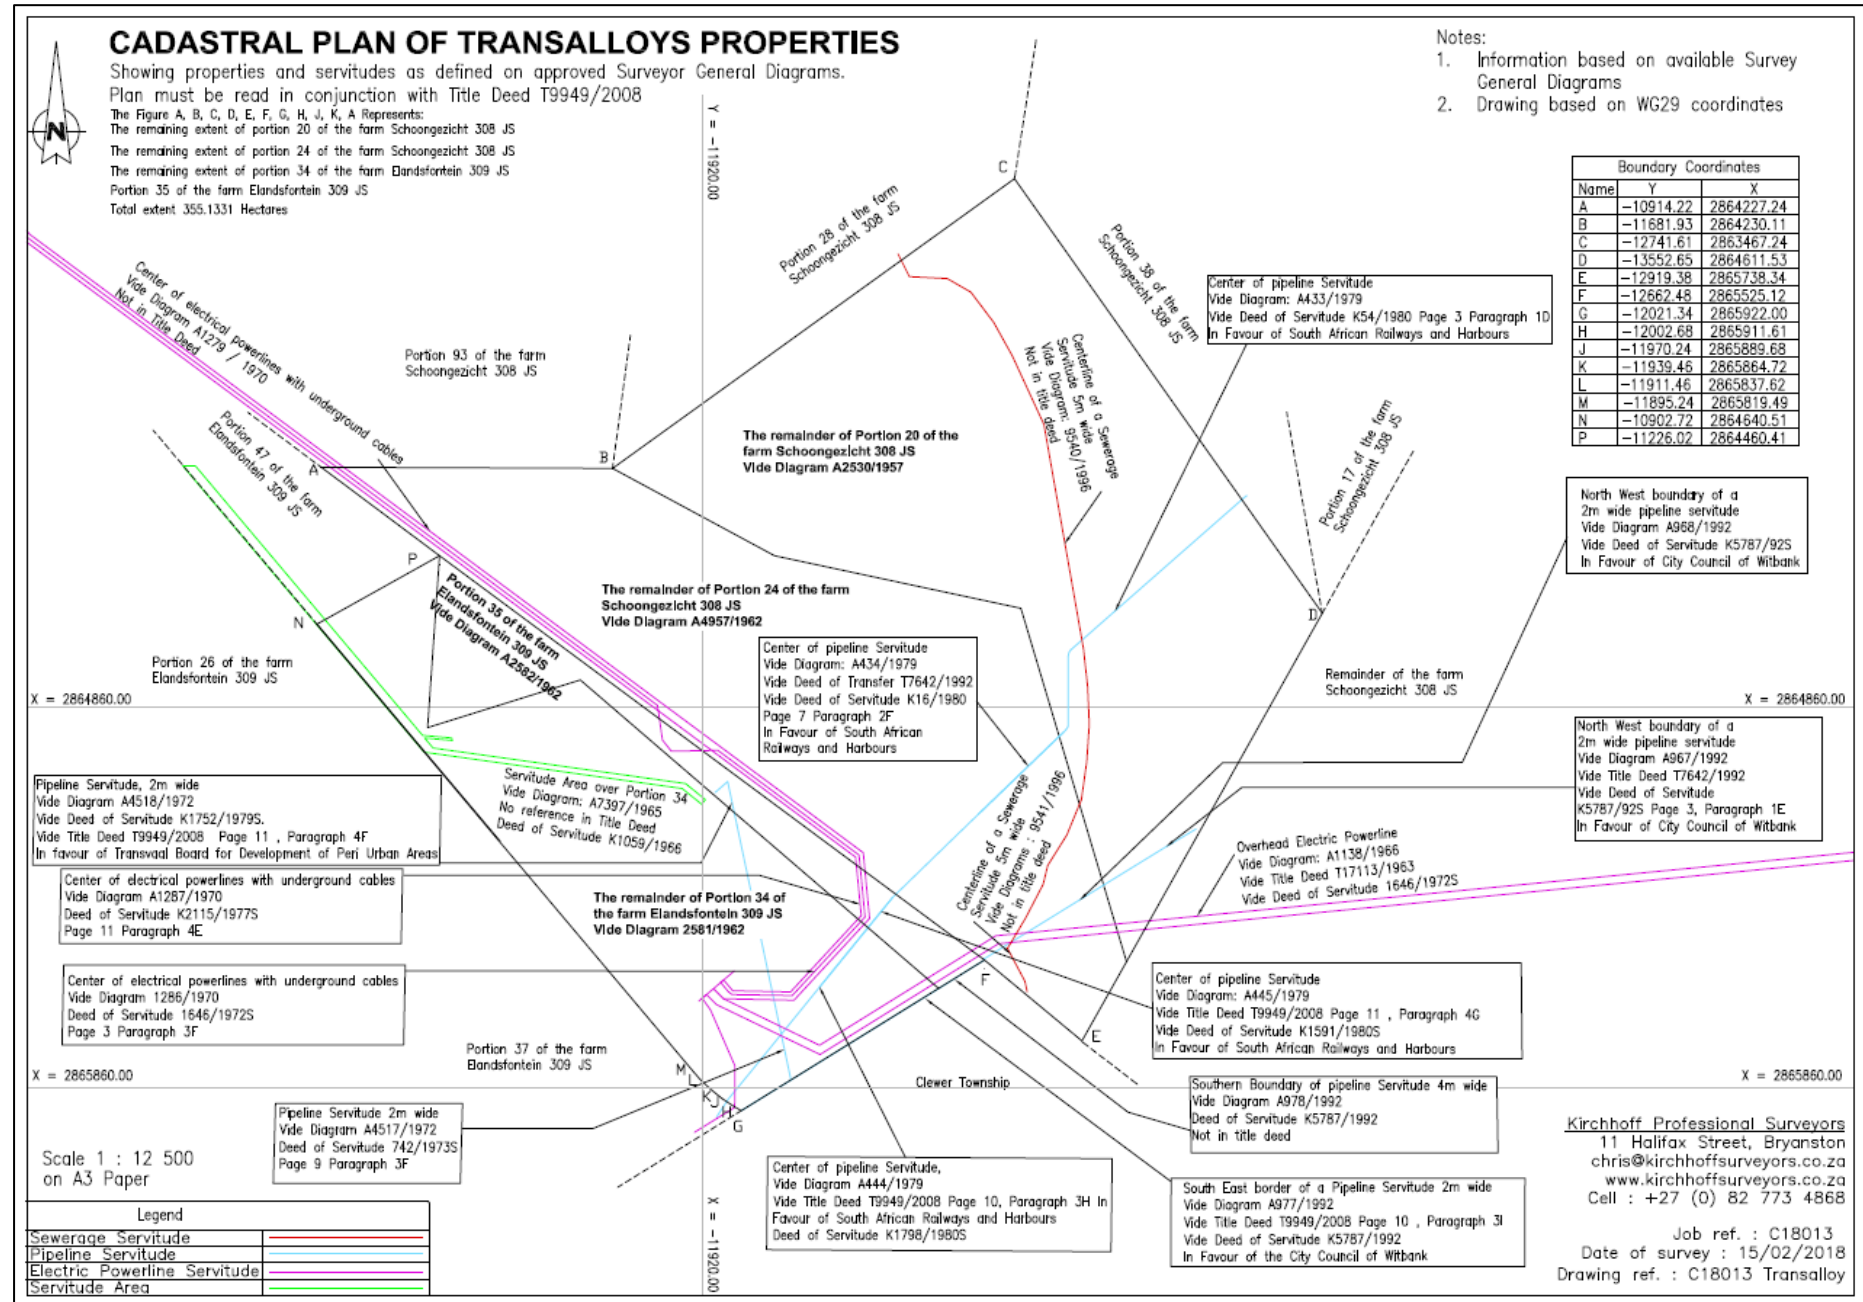 CADASTRAL PLAN OF TRANSALLOYS PROPERTIES
Showing properties and servitudes as defined on approved Surveyor General Diagrams.
Plan must be read in conjunction with Title Deed T9949/2008
The Figure A, B, C, D, E, F, G, H, J, K, A Represents:
The remaining extent of portion 20 of the farm Schoongezicht 308 JS
The remaining extent of portion 24 of the farm Schoongezicht 308 JS
The remaining extent of portion 34 of the farm Elandsfontein 309 JS
Portion 35 of the farm Elandsfontein 309 JS
Total extent 355.1331 Hectares
N
Notes:
1. Information based on available Survey
General Diagrams
2. Drawing based on WG29 coordinates
Boundary Coordinates
Name Y X
A -10914.22 2864227.24
B -11681.93 2864230.11
C -12741.61 2863467.24
D -13552.65 2864611.53
E -12919.38 2865738.34
F -12662.48 2865525.12
G -12021.34 2865922.00
H -12002.68 2865911.61
J -11970.24 2865889.68
K -11939.46 2865864.72
L -11911.46 2865837.62
M -11895.24 2865819.49
N -10902.72 2864640.51
P -11226.02 2864460.41
Y = -11920.00
C
Portion 28 of the farm
Schoongezicht 308 JS
Portion 38 of the farm
Schoongezicht 308 JS
Center of pipeline Servitude
Vide Diagram: A433/1979
Vide Deed of Servitude K54/1980 Page 3 Paragraph 1D
In Favour of South African Railways and Harbours
Center of electrical powerlines with underground cables
Vide Diagram A1279 / 1970
Not in Title Deed
Portion 93 of the farm
Schoongezicht 308 JS
Portion 47 of the farm
Elandsfontein 309 JS
A
B
Centerline of a Sewerage
Servitude 5m wide
Vide Diagram: 9540/1996
Not in title deed
The remainder of Portion 20 of the
farm Schoongezicht 308 JS
Vide Diagram A2530/1957
Portion 17 of the farm
Schoongezicht 308 JS
North West boundary of a
2m wide pipeline servitude
Vide Diagram A968/1992
Vide Deed of Servitude K5787/92S
In Favour of City Council of Witbank
P
N
D
Portion 35 of the farm
Elandsfontein 309 JS
Vide Diagram A2582/1962
The remainder of Portion 24 of the farm
Schoongezicht 308 JS
Vide Diagram A4957/1962
Portion 26 of the farm
Elandsfontein 309 JS
Center of pipeline Servitude
Vide Diagram: A434/1979
Vide Deed of Transfer T7642/1992
Vide Deed of Servitude K16/1980
Page 7 Paragraph 2F
In Favour of South African
Railways and Harbours
Remainder of the farm
Schoongezicht 308 JS
X = 2864860.00
X = 2864860.00
North West boundary of a
2m wide pipeline servitude
Vide Diagram A967/1992
Vide Title Deed T7642/1992
Vide Deed of Servitude
K5787/92S Page 3, Paragraph 1E
In Favour of City Council of Witbank
Pipeline Servitude, 2m wide
Vide Diagram A4518/1972
Vide Deed of Servitude K1752/1979S.
Vide Title Deed T9949/2008 Page 11 , Paragraph 4F
In favour of Transvaal Board for Development of Peri Urban Areas
Servitude Area over Portion 34
Vide Diagram: A7397/1965
No reference in Title Deed
Deed of Servitude K1059/1966
Centerline of a Sewerage
Servitude 5m wide
Vide Diagrams : 9541/1996
Not in title deed
Overhead Electric Powerline
Vide Diagram: A1138/1966
Vide Title Deed T17113/1963
Vide Deed of Servitude 1646/1972S
Center of electrical powerlines with underground cables
Vide Diagram A1287/1970
Deed of Servitude K2115/1977S
Page 11 Paragraph 4E
The remainder of Portion 34 of
the farm Elandsfontein 309 JS
Vide Diagram 2581/1962
Center of electrical powerlines with underground cables
Vide Diagram 1286/1970
Deed of Servitude 1646/1972S
Page 3 Paragraph 3F
F
E
Center of pipeline Servitude
Vide Diagram: A445/1979
Vide Title Deed T9949/2008 Page 11 , Paragraph 4G
Vide Deed of Servitude K1591/1980S
In Favour of South African Railways and Harbours
Portion 37 of the farm
Elandsfontein 309 JS
X = 2865860.00
X = 2865860.00
M
L
K
J
H
G
Clewer Township
Southern Boundary of pipeline Servitude 4m wide
Vide Diagram A978/1992
Deed of Servitude K5787/1992
Not in title deed
Pipeline Servitude 2m wide
Vide Diagram A4517/1972
Deed of Servitude 742/1973S
Page 9 Paragraph 3F
Center of pipeline Servitude,
Vide Diagram A444/1979
Vide Title Deed T9949/2008 Page 10, Paragraph 3H In
Favour of South African Railways and Harbours
Deed of Servitude K1798/1980S
South East border of a Pipeline Servitude 2m wide
Vide Diagram A977/1992
Vide Title Deed T9949/2008 Page 10 , Paragraph 3I
Vide Deed of Servitude K5787/1992
In Favour of the City Council of Witbank
X = -11920.00
Scale 1 : 12 500
on A3 Paper
Legend
Sewerage Servitude
Pipeline Servitude
Electric Powerline Servitude
Servitude Area
Kirchhoff Professional Surveyors
11 Halifax Street, Bryanston
chris@kirchhoffsurveyors.co.za
www.kirchhoffsurveyors.co.za
Cell : +27 (0) 82 773 4868
Job ref. : C18013
Date of survey : 15/02/2018
Drawing ref. : C18013 Transalloy